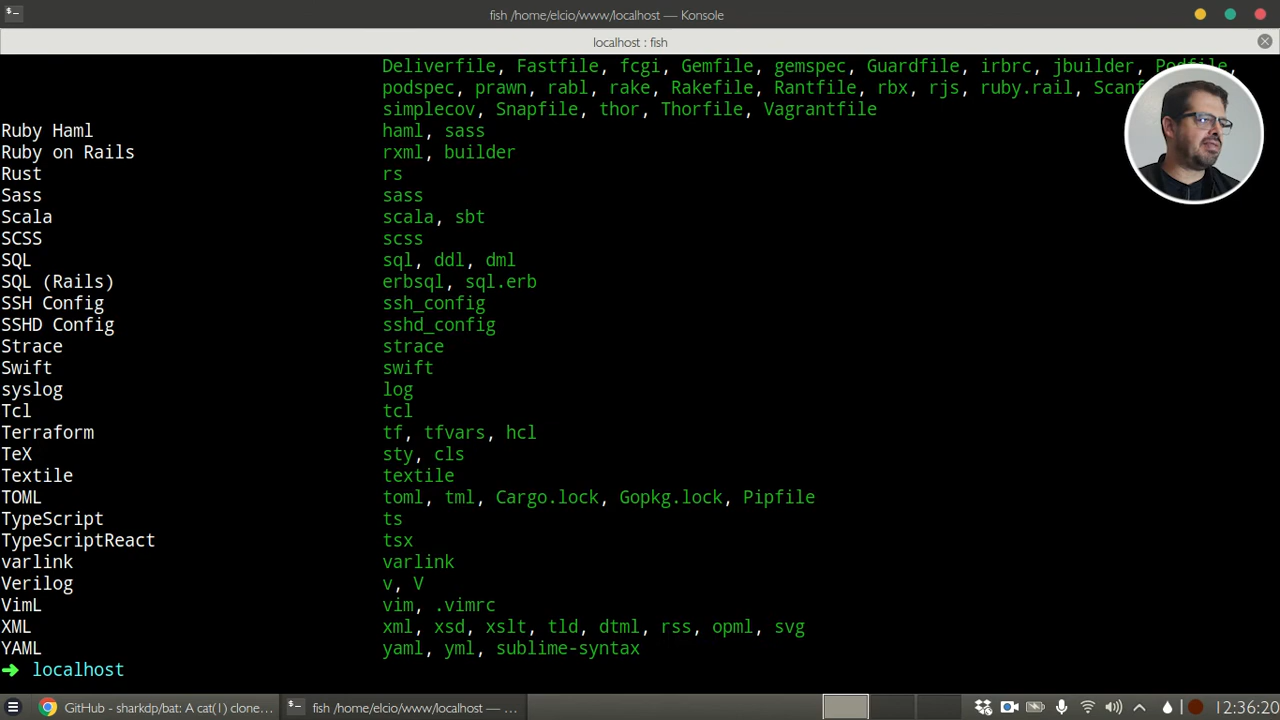 fish /home/elcio/www/localhost — Konsole
localhost : fish
Deliverfile, Fastfile, fcgi, Gemfile, gemspec, Guardfile, irbrc, jbuilder, Podfile,
podspec, prawn, rabl, rake, Rakefile, Rantfile, rbx, rjs, ruby.rail,
simplecov, Snapfile, thor, Thorfile, Vagrantfile
Ruby Haml haml, sass
Ruby on Rails rxml, builder
Rust rs
Sass sass
Scala scala, sbt
SCSS scss
SQL sql, ddl, dml
SQL (Rails) erbsql, sql.erb
SSH Config ssh_config
SSHD Config sshd_config
Strace strace
Swift swift
syslog log
Tcl tcl
Terraform tf, tfvars, hcl
TeX sty, cls
Textile textile
TOML toml, tml, Cargo.lock, Gopkg.lock, Pipfile
TypeScript ts
TypeScriptReact tsx
varlink varlink
Verilog v, V
VimL vim, .vimrc
XML xml, xsd, xslt, tld, dtml, rss, opml, svg
YAML yaml, yml, sublime-syntax
➜ localhost
GitHub - sharkdp/bat: A cat(1) clone... fish /home/elcio/www/localhost — ... 12:36:20